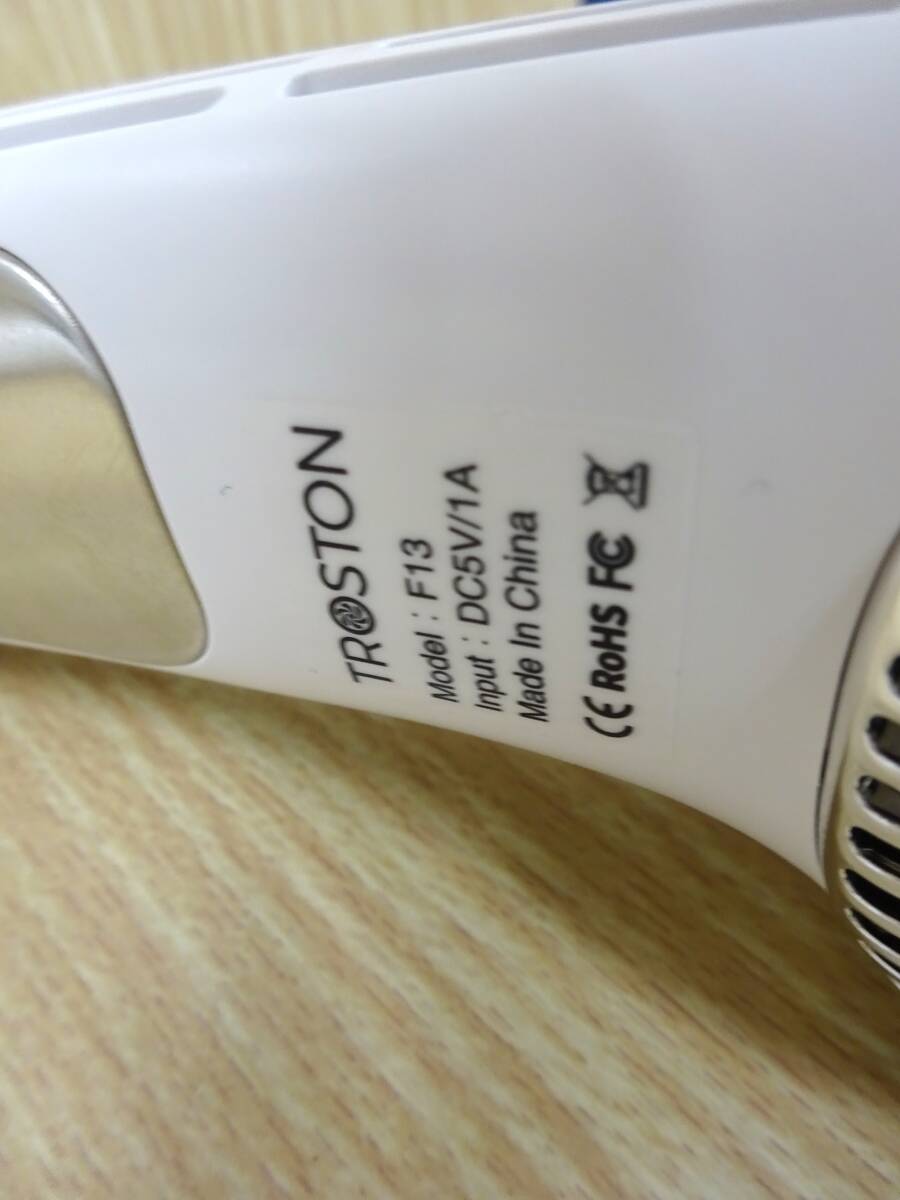 TROSTON
Model : F13
Input : DC5V/1A
Made In China
CE RoHS FC